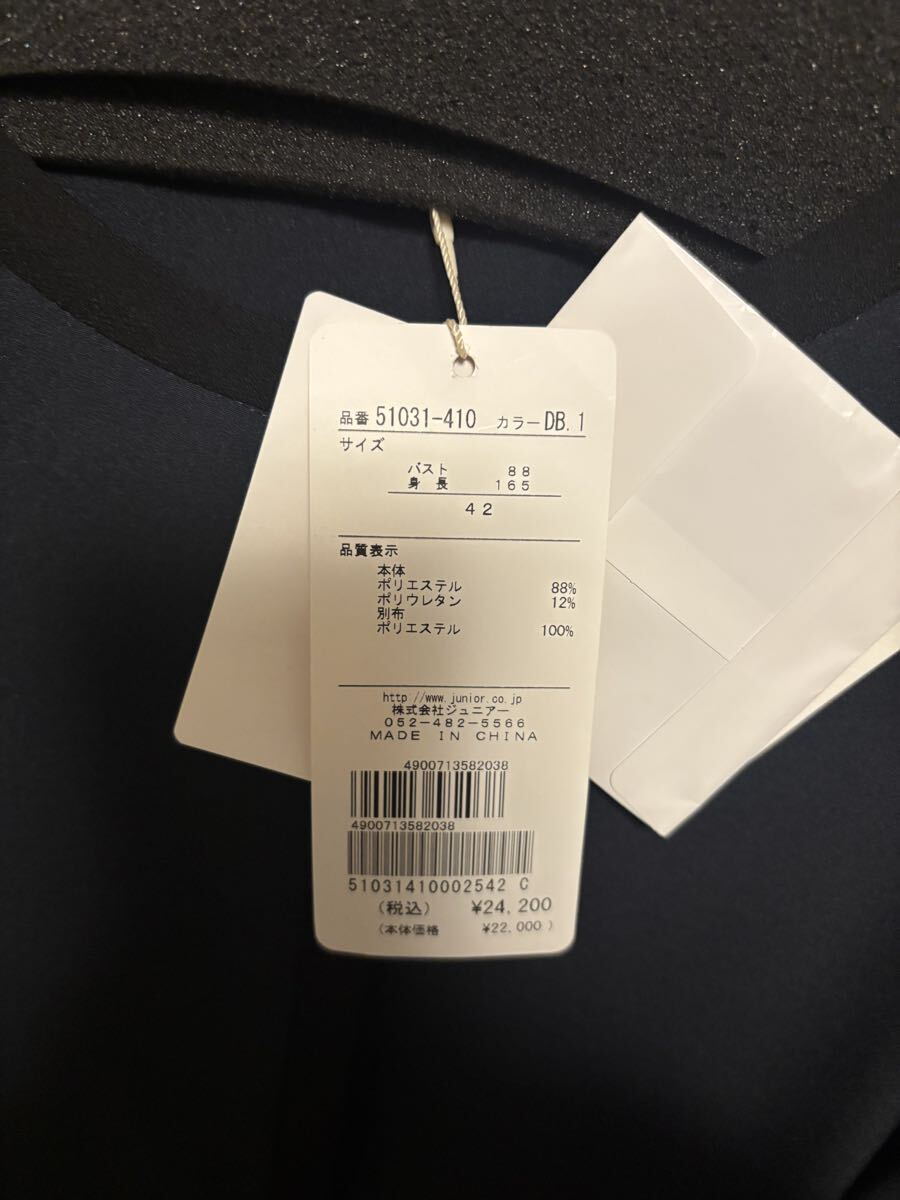 品番 51031-410 カラー DB. 1
サイズ
バスト 88
身 長 165
42
品質表示
本体
ポリエステル 88%
ポリウレタン 12%
別布
ポリエステル 100%
http://www.junior.co.jp
株式会社ジュニアー
052-482-5566
MADE IN CHINA
4900713582038
4900713582038
51031410002542 C
(税込) ¥24,200
(本体価格 ¥22,000)